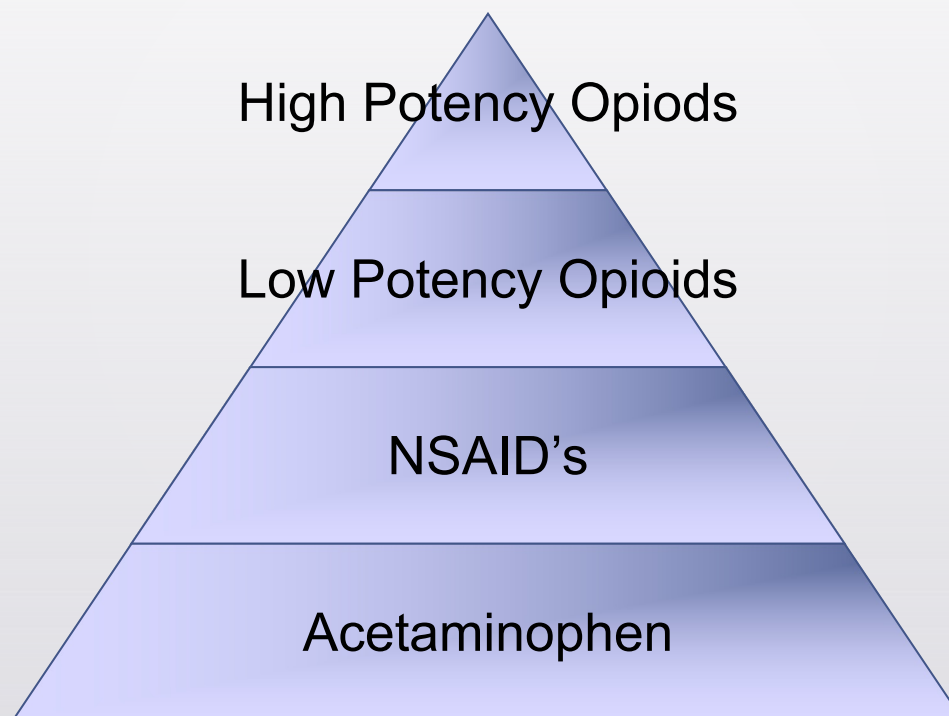 High Potency Opiods
Low Potency Opioids
NSAID’s
Acetaminophen